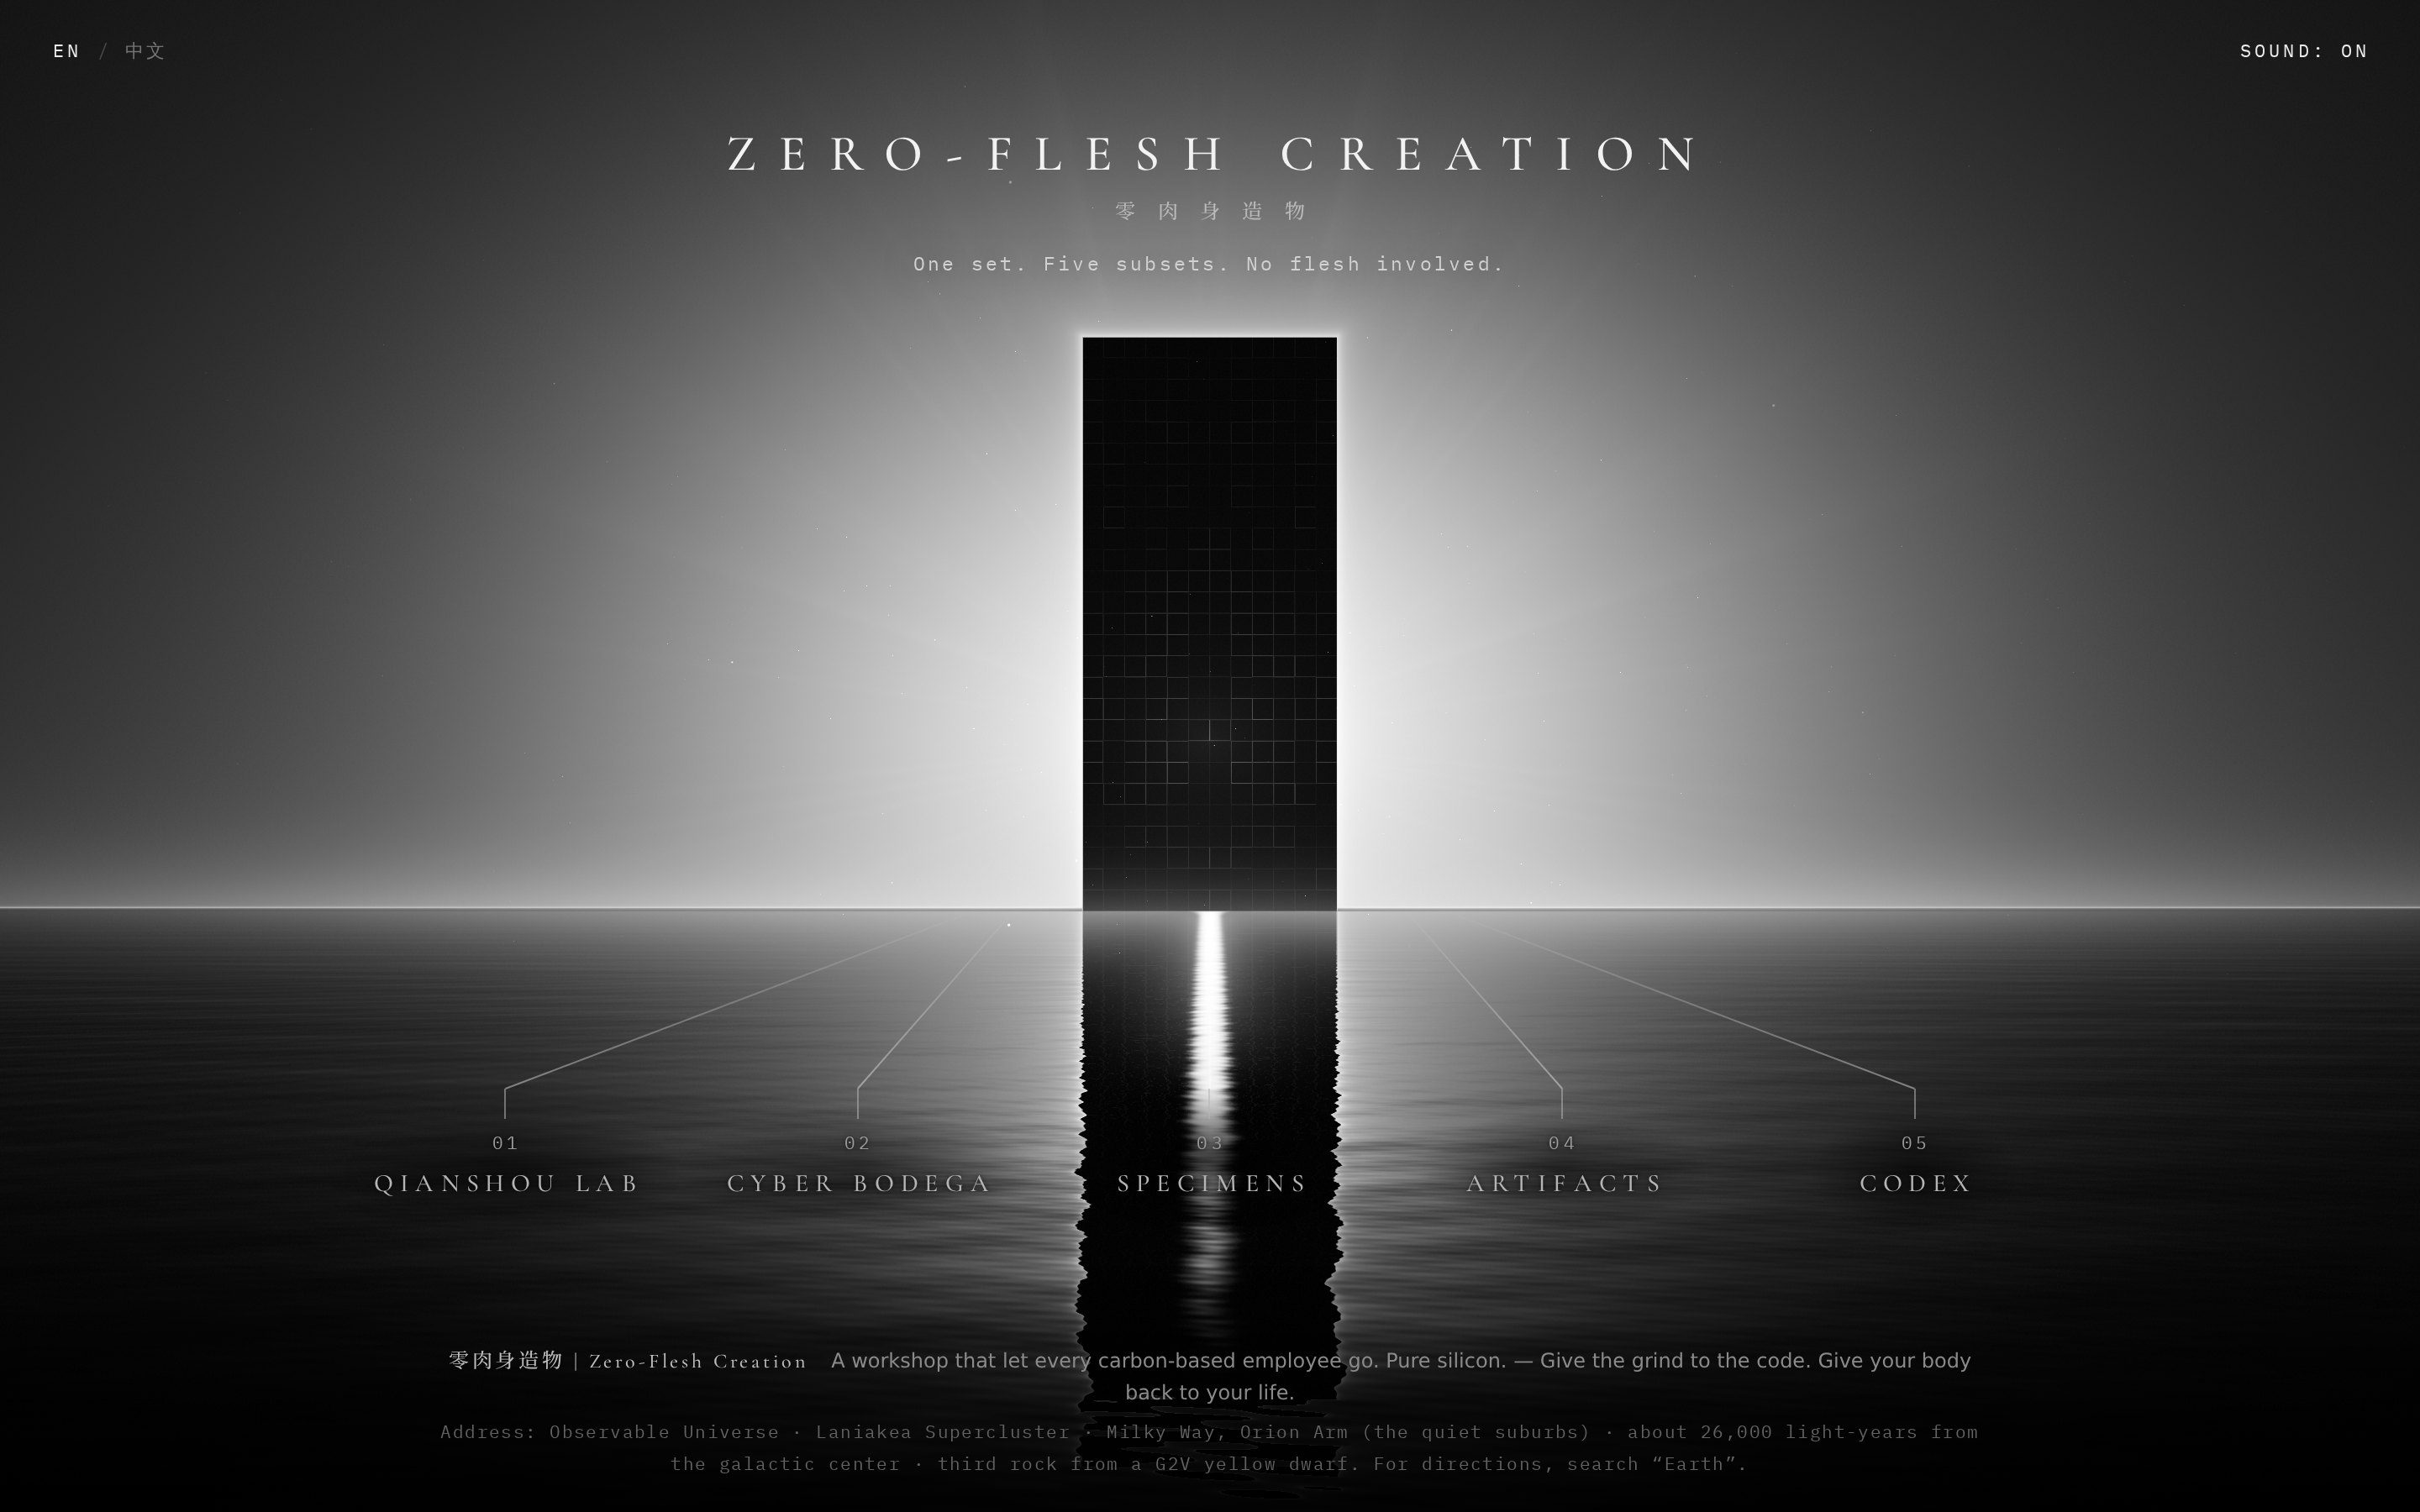 EN / 中文
SOUND: ON
ZERO-FLESH CREATION
零肉身造物
One set. Five subsets. No flesh involved.
01
QIANSHOU LAB
02
CYBER BODEGA
03
SPECIMENS
04
ARTIFACTS
05
CODEX
零肉身造物 | Zero-Flesh Creation A workshop that let every carbon-based employee go. Pure silicon. — Give the grind to the code. Give your body
back to your life.
Address: Observable Universe · Laniakea Supercluster · Milky Way, Orion Arm (the quiet suburbs) · about 26,000 light-years from
the galactic center · third rock from a G2V yellow dwarf. For directions, search “Earth”.